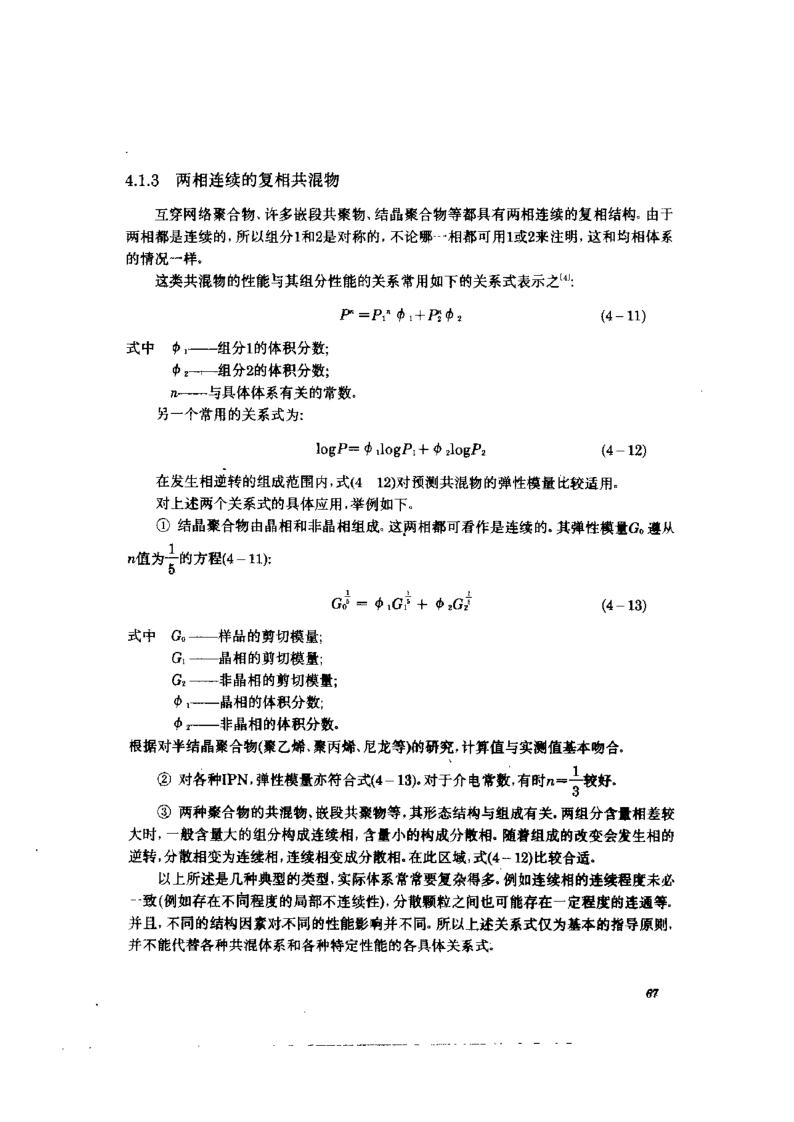 4.1.3 两相连续的复相共混物
互穿网络聚合物、许多嵌段共聚物、结晶聚合物等都具有两相连续的复相结构。由于
两相都是连续的,所以组分1和2是对称的,不论哪一相都可用1或2来注明,这和均相体系
的情况一样。
这类共混物的性能与其组分性能的关系常用如下的关系式表示之[4]:
Pⁿ=P₁ⁿφ₁+P₂ⁿφ₂ (4-11)
式中 φ₁——组分1的体积分数;
φ₂——组分2的体积分数;
n——与具体体系有关的常数。
另一个常用的关系式为:
logP=φ₁logP₁+φ₂logP₂ (4-12)
在发生相逆转的组成范围内,式(4 12)对预测共混物的弹性模量比较适用。
对上述两个关系式的具体应用,举例如下。
① 结晶聚合物由晶相和非晶相组成。这两相都可看作是连续的。其弹性模量G₀遵从
n值为1/5的方程(4-11):
G₀^(1/5) = φ₁G₁^(1/5) + φ₂G₂^(1/5) (4-13)
式中 G₀——样品的剪切模量;
G₁——晶相的剪切模量;
G₂——非晶相的剪切模量;
φ₁——晶相的体积分数;
φ₂——非晶相的体积分数。
根据对半结晶聚合物(聚乙烯、聚丙烯、尼龙等)的研究,计算值与实测值基本吻合。
② 对各种IPN,弹性模量亦符合式(4-13)。对于介电常数,有时n=1/3较好。
③ 两种聚合物的共混物、嵌段共聚物等,其形态结构与组成有关。两组分含量相差较
大时,一般含量大的组分构成连续相,含量小的构成分散相。随着组成的改变会发生相的
逆转,分散相变为连续相,连续相变成分散相。在此区域,式(4-12)比较合适。
以上所述是几种典型的类型,实际体系常常要复杂得多。例如连续相的连续程度未必
一致(例如存在不同程度的局部不连续性),分散颗粒之间也可能存在一定程度的连通等。
并且,不同的结构因素对不同的性能影响并不同。所以上述关系式仅为基本的指导原则,
并不能代替各种共混体系和各种特定性能的各具体关系式。
67